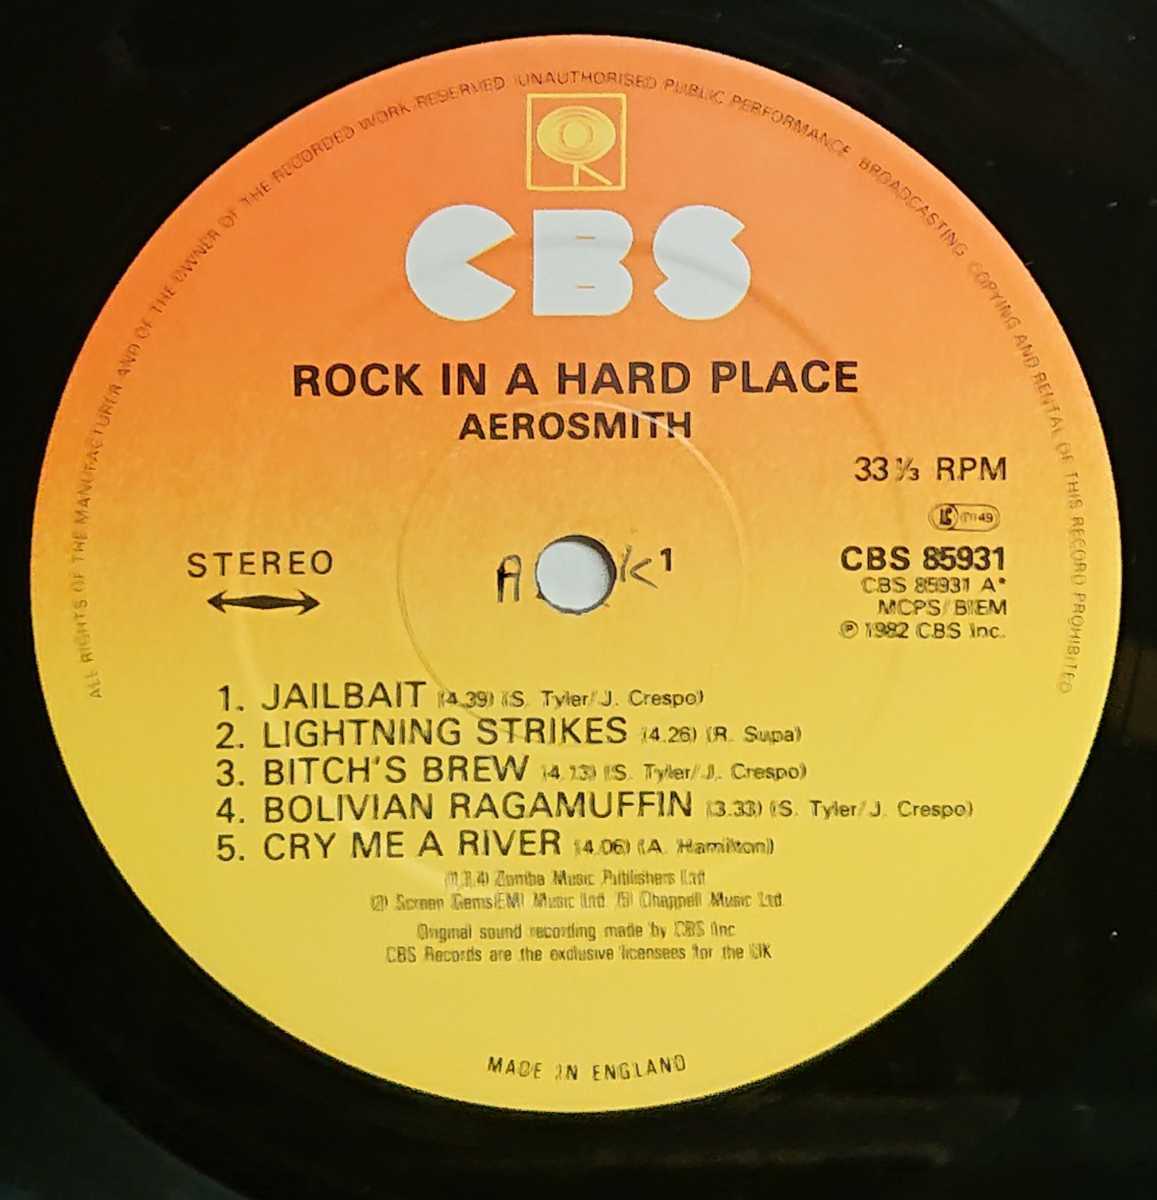 ALL RIGHTS OF THE MANUFACTURER AND OF THE OWNER OF THE RECORDED WORK RESERVED UNAUTHORISED PUBLIC PERFORMANCE BROADCASTING COPYING AND RENTAL OF THIS RECORD PROHIBITED
CBS
ROCK IN A HARD PLACE
AEROSMITH
33⅓ RPM
LC 0149
STEREO
A
1
CBS 85931
CBS 85931 A*
MCPS/BIEM
℗ 1982 CBS Inc.
1. JAILBAIT (4.39) (S. Tyler/J. Crespo)
2. LIGHTNING STRIKES (4.26) (R. Supa)
3. BITCH'S BREW (4.13) (S. Tyler/J. Crespo)
4. BOLIVIAN RAGAMUFFIN (3.33) (S. Tyler/J. Crespo)
5. CRY ME A RIVER (4.06) (A. Hamilton)
(1,3,4) Zomba Music Publishers Ltd
(2) Screen Gems/EMI Music Ltd. (5) Chappell Music Ltd.
Original sound recording made by CBS Inc
CBS Records are the exclusive licensees for the UK
MADE IN ENGLAND